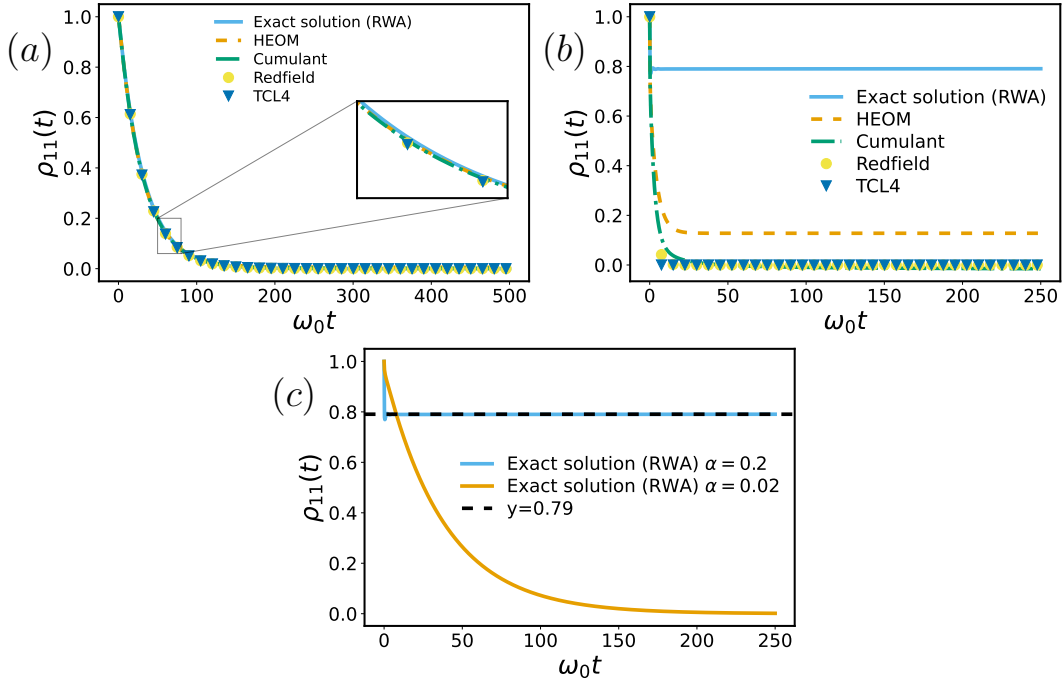 (a)
ρ₁₁(t)
1.0
0.8
0.6
0.4
0.2
0.0
Exact solution (RWA)
HEOM
Cumulant
Redfield
TCL4
0 100 200 300 400 500
ω₀t
(b)
ρ₁₁(t)
1.0
0.8
0.6
0.4
0.2
0.0
Exact solution (RWA)
HEOM
Cumulant
Redfield
TCL4
0 50 100 150 200 250
ω₀t
(c)
ρ₁₁(t)
1.0
0.8
0.6
0.4
0.2
0.0
Exact solution (RWA) α = 0.2
Exact solution (RWA) α = 0.02
y=0.79
0 50 100 150 200 250
ω₀t